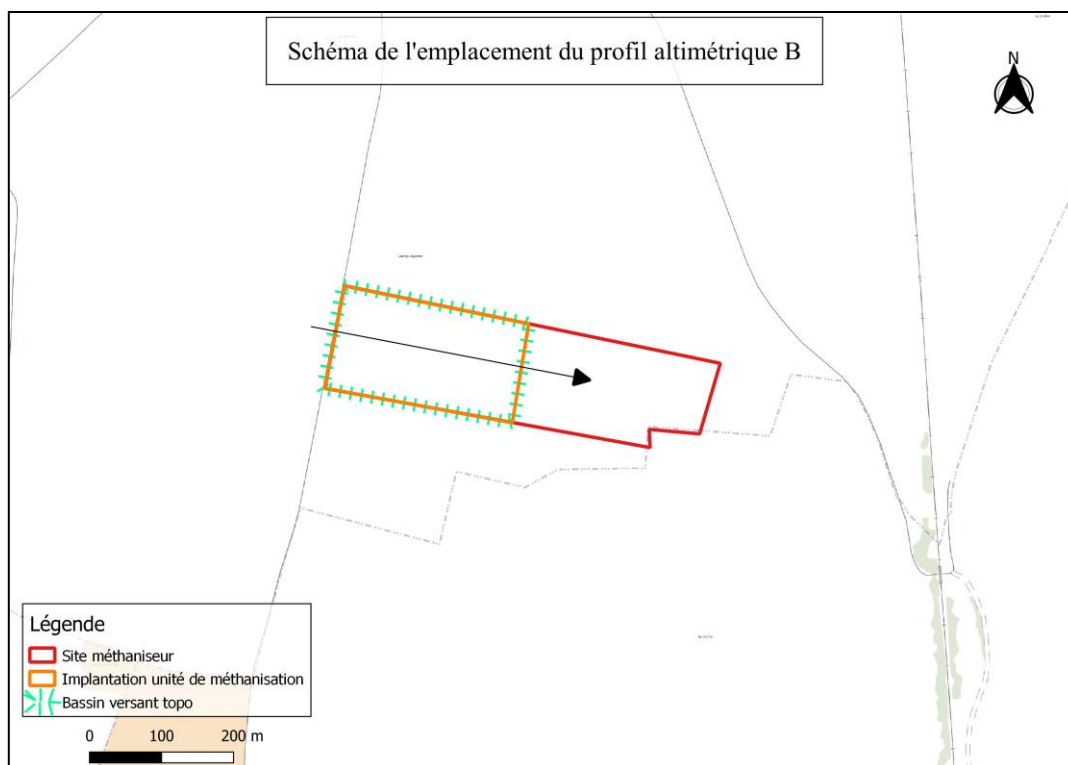 Schéma de l'emplacement du profil altimétrique B
N
Légende
Site méthaniseur
Implantation unité de méthanisation
Bassin versant topo
0 100 200 m